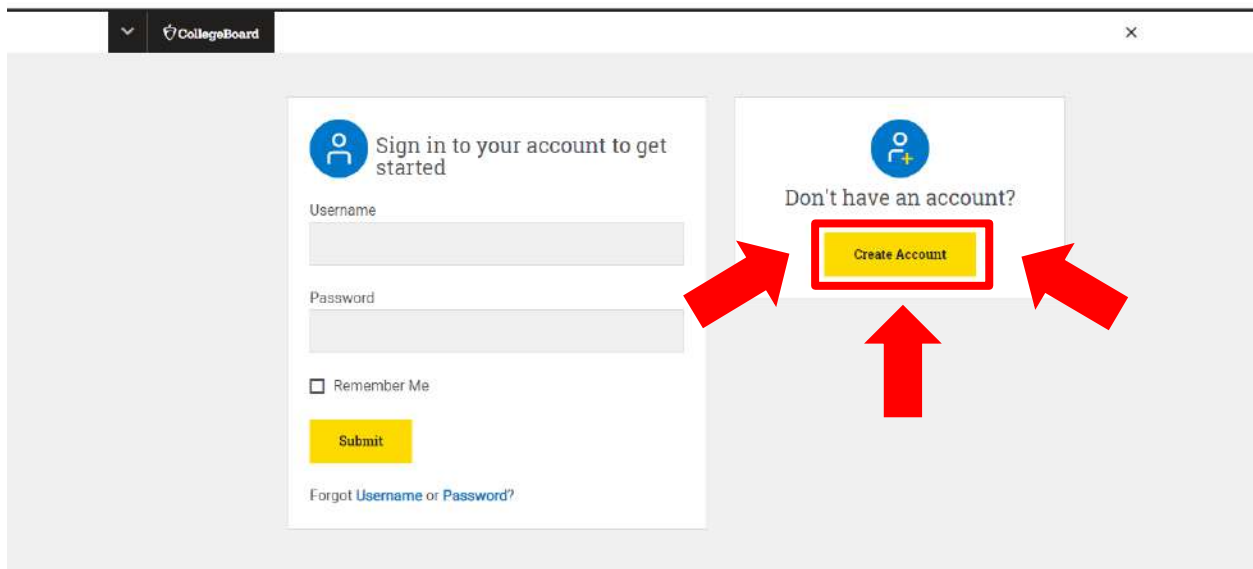 CollegeBoard
Sign in to your account to get
started
Username
Password
Remember Me
Submit
Forgot Username or Password?
Don't have an account?
Create Account